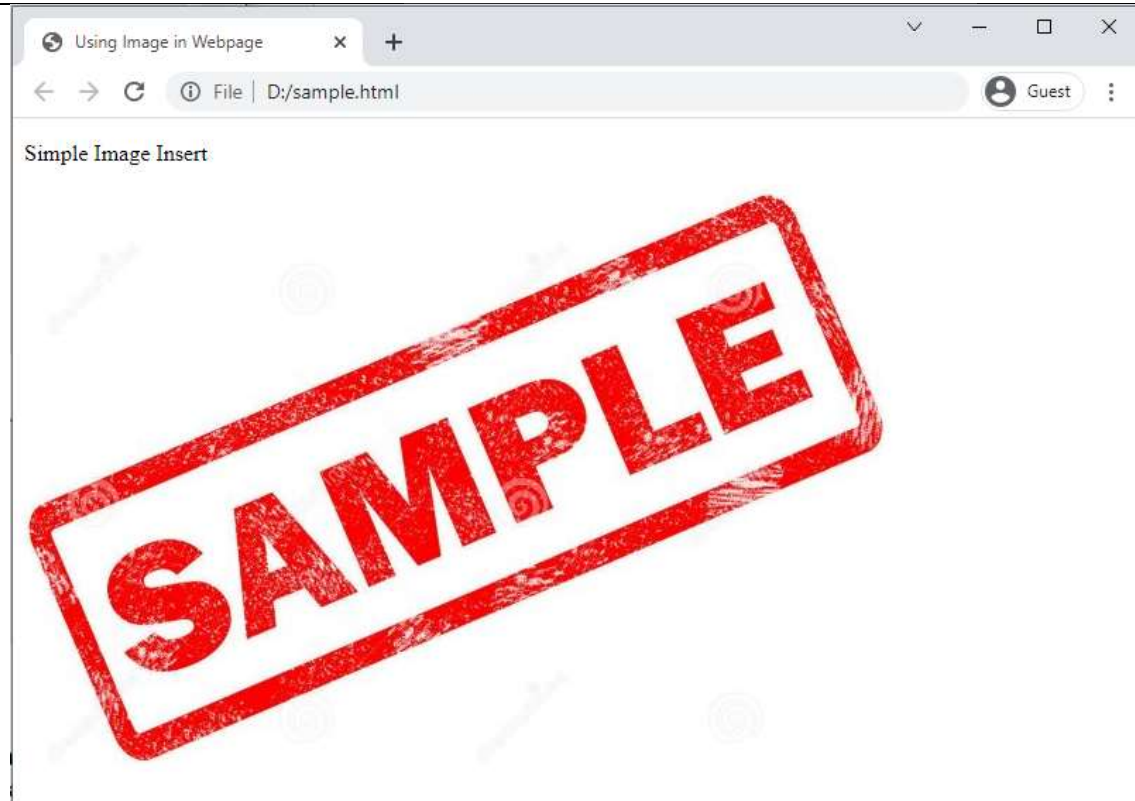 Using Image in Webpage
File | D:/sample.html
Guest
Simple Image Insert
SAMPLE